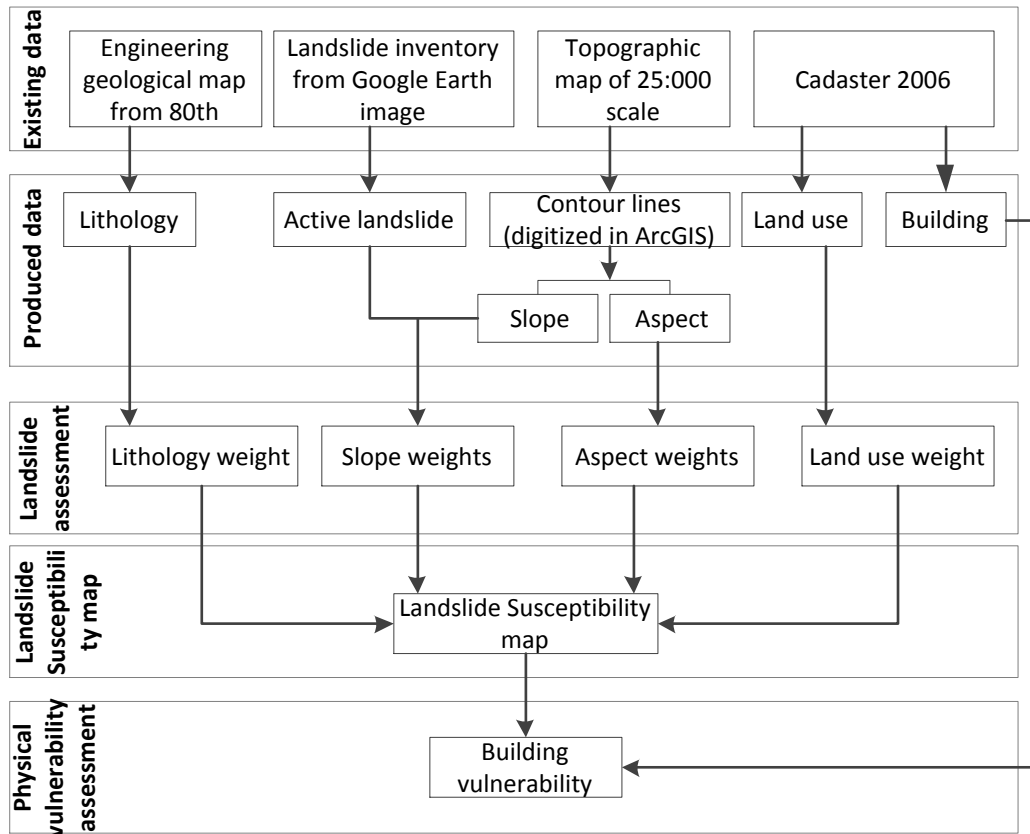 Existing data
Engineering
geological map
from 80th
Landslide inventory
from Google Earth
image
Topographic
map of 25:000
scale
Cadaster 2006
Produced data
Lithology
Active landslide
Contour lines
(digitized in ArcGIS)
Land use
Building
Slope
Aspect
Landslide
assessment
Lithology weight
Slope weights
Aspect weights
Land use weight
Landslide
Susceptibili
ty map
Landslide Susceptibility
map
Physical
vulnerability
assessment
Building
vulnerability